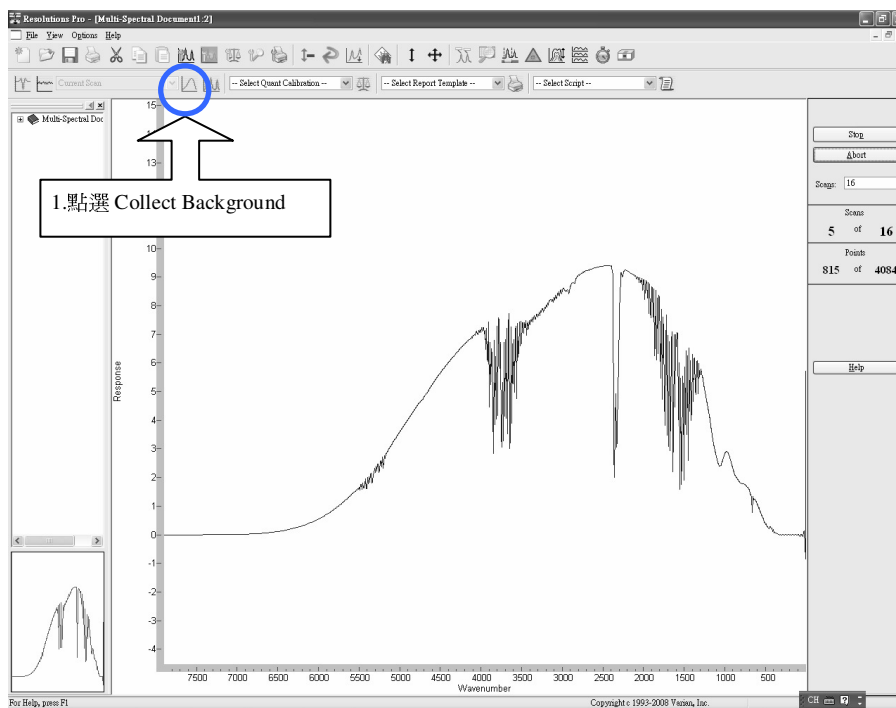 Resolutions Pro - [Multi-Spectral Document1:2]
File View Options Help
Current Scan
-- Select Quant Calibration --
-- Select Report Template --
-- Select Script --
Multi-Spectral Doc
1.點選 Collect Background
Response
15
13
10
9
8
7
6
5
4
3
2
1
0
-1
-2
-3
-4
7500 7000 6500 6000 5500 5000 4500 4000 3500 3000 2500 2000 1500 1000 500
Wavenumber
Stop
Abort
Scans: 16
Scans
5 of 16
Points
815 of 4084
Help
For Help, press F1
Copyright c 1993-2008 Varian, Inc.
CH